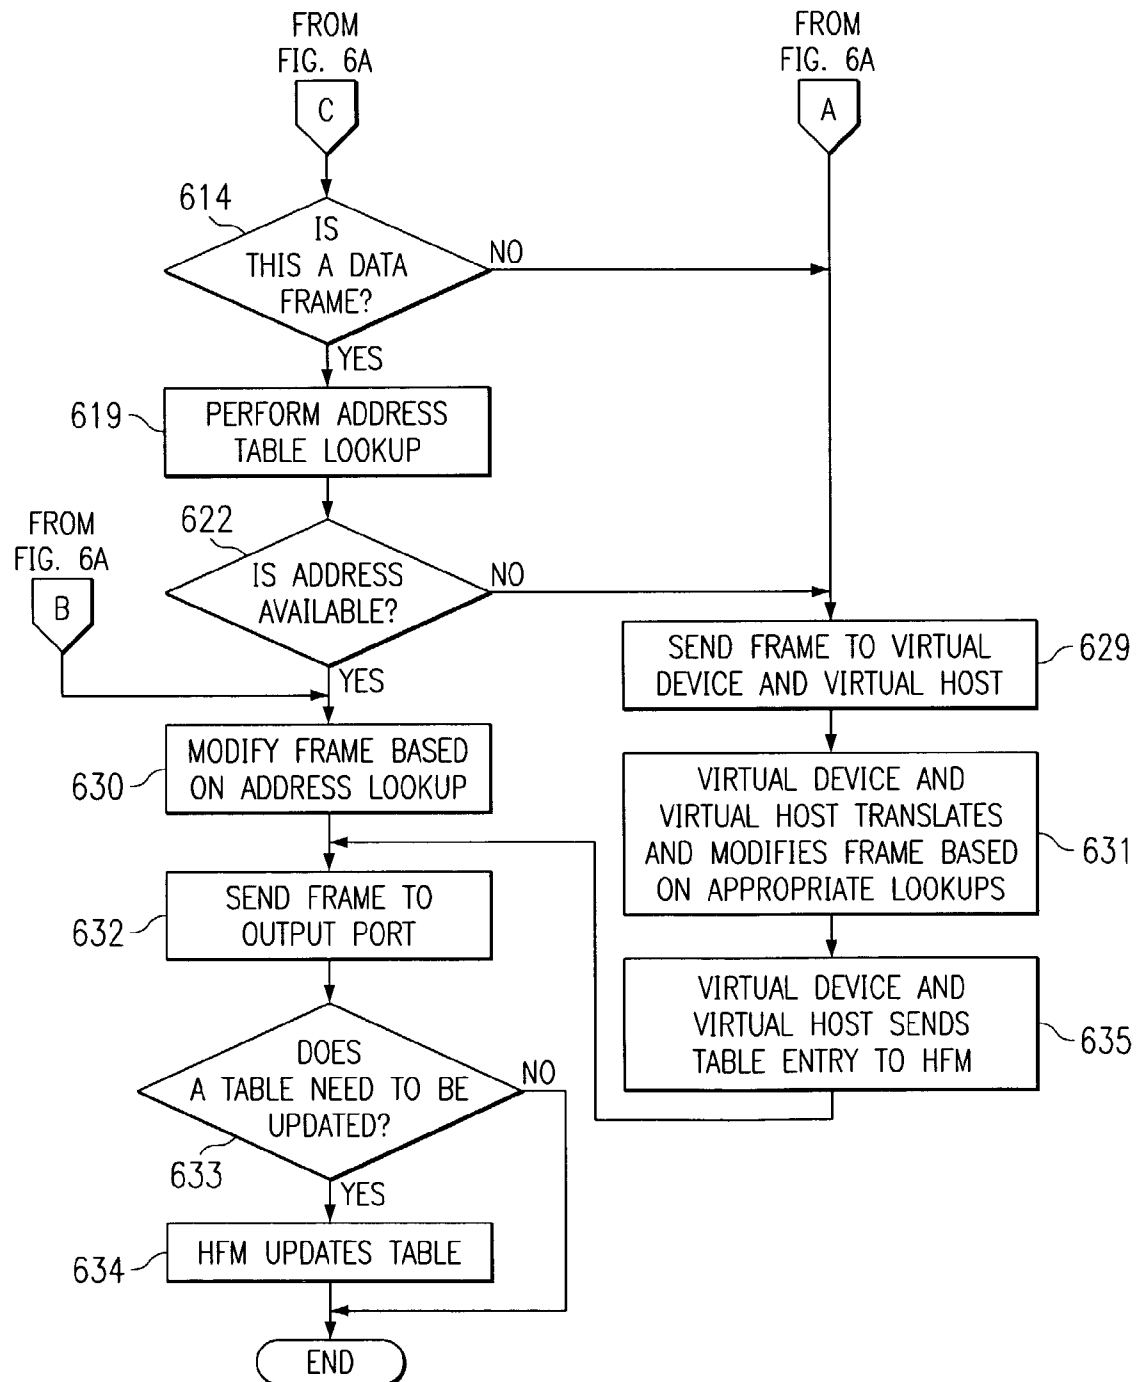 FROM
FIG. 6A
C
FROM
FIG. 6A
A
614
IS
THIS A DATA
FRAME?
NO
YES
619
PERFORM ADDRESS
TABLE LOOKUP
622
IS ADDRESS
AVAILABLE?
NO
YES
FROM
FIG. 6A
B
SEND FRAME TO VIRTUAL
DEVICE AND VIRTUAL HOST
629
MODIFY FRAME BASED
ON ADDRESS LOOKUP
630
VIRTUAL DEVICE AND
VIRTUAL HOST TRANSLATES
AND MODIFIES FRAME BASED
ON APPROPRIATE LOOKUPS
631
SEND FRAME TO
OUTPUT PORT
632
VIRTUAL DEVICE AND
VIRTUAL HOST SENDS
TABLE ENTRY TO HFM
635
DOES
A TABLE NEED TO BE
UPDATED?
NO
633
YES
HFM UPDATES TABLE
634
END